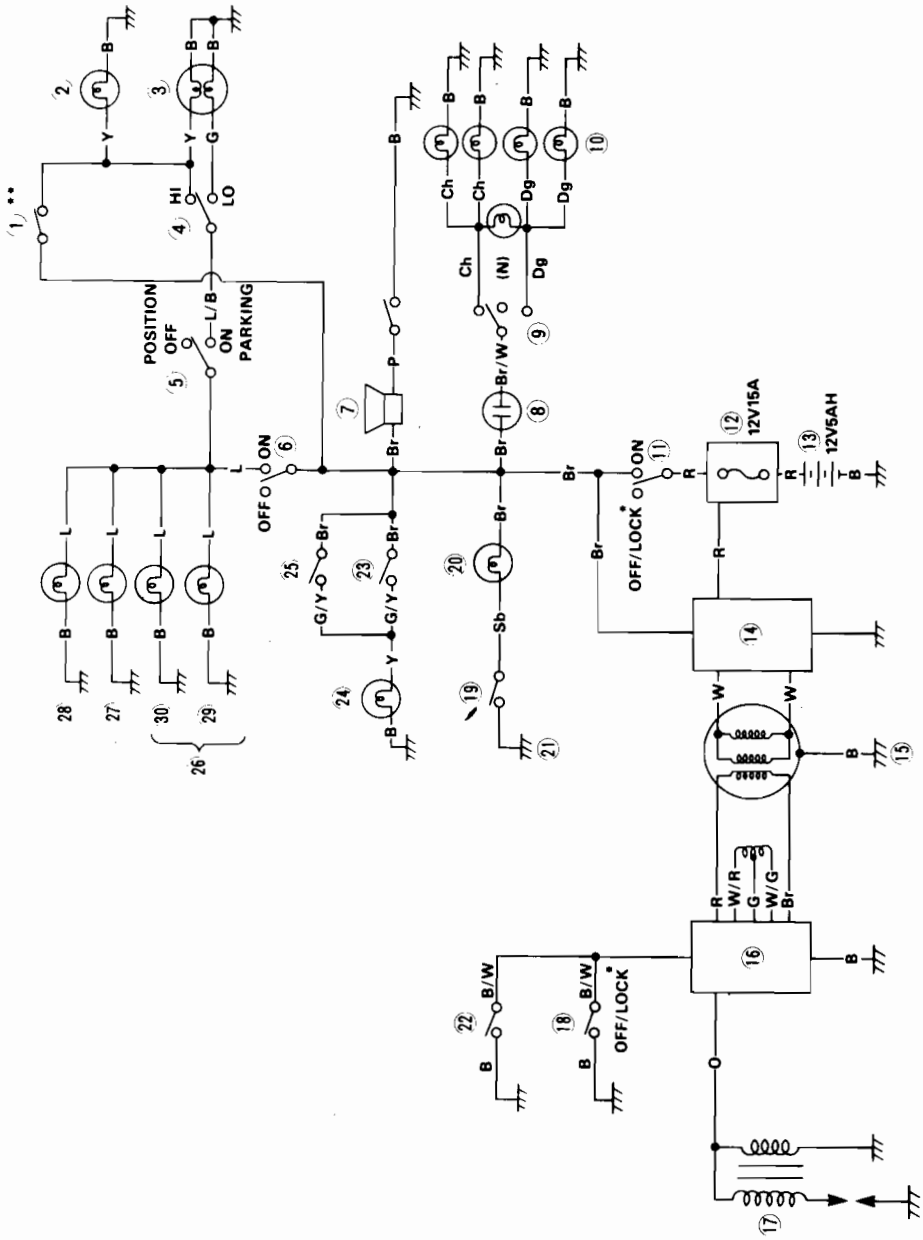 1 **
2
B
Y
3
Y
B
G
B
HI
LO
4
L/B
POSITION
OFF
ON
PARKING
5
L
ON
OFF
6
28
B
L
27
B
L
30
B
L
29
B
L
26
7
Br
P
B
25
G/Y
Br
23
G/Y
Br
24
B
Y
8
Br
Br/W
9
Ch
(N)
Dg
Ch
B
Ch
B
Dg
B
Dg
B
10
20
Br
Sb
19
21
Br
Br
ON
OFF/LOCK*
11
R
12
12V15A
R
13
12V5AH
B
R
14
W
W
15
B
R
W/R
G
W/G
Br
16
B
22
B
B/W
18
B
B/W
OFF/LOCK*
O
17